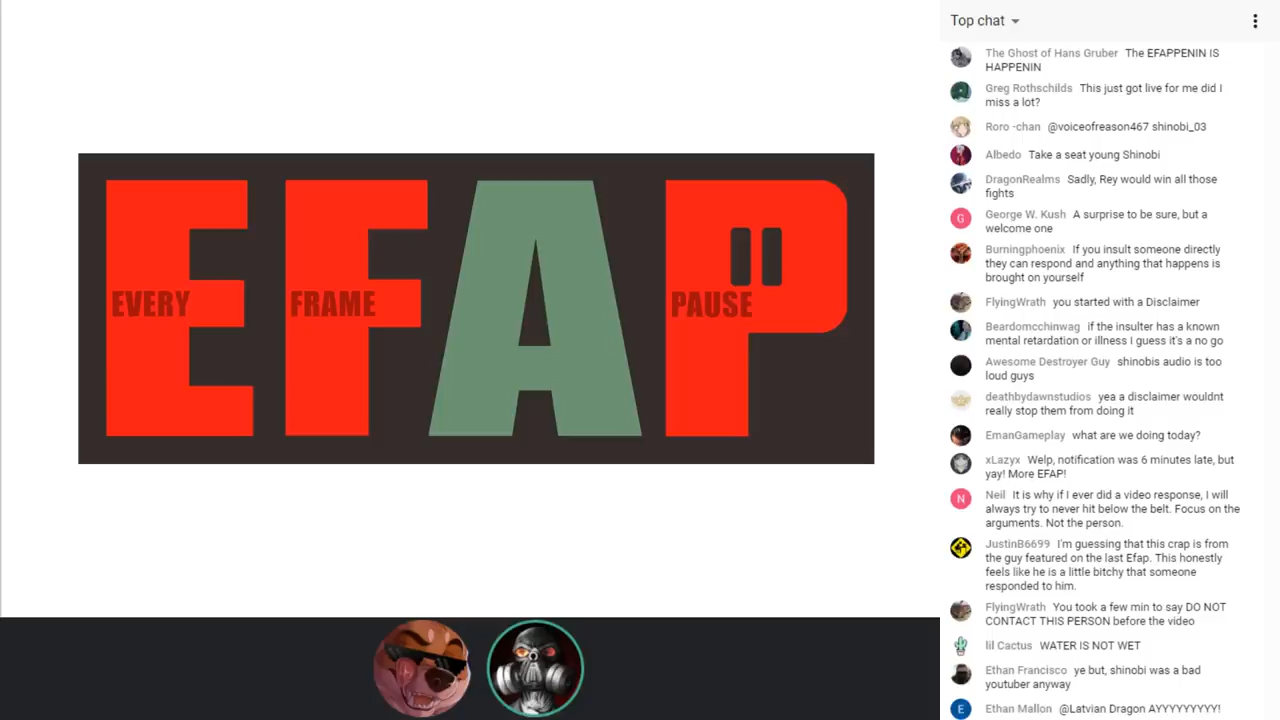 EVERY FRAME PAUSE
EFAP
Top chat
The Ghost of Hans Gruber The EFAPPENIN IS
HAPPENIN
Greg Rothschilds This just got live for me did I
miss a lot?
Roro -chan @voiceofreason467 shinobi_03
Albedo Take a seat young Shinobi
DragonRealms Sadly, Rey would win all those
fights
G George W. Kush A surprise to be sure, but a
welcome one
Burningphoenix If you insult someone directly
they can respond and anything that happens is
brought on yourself
FlyingWrath you started with a Disclaimer
Beardomcchinwag if the insulter has a known
mental retardation or illness I guess it's a no go
Awesome Destroyer Guy shinobis audio is too
loud guys
deathbydawnstudios yea a disclaimer wouldnt
really stop them from doing it
EmanGameplay what are we doing today?
xLazyx Welp, notification was 6 minutes late, but
yay! More EFAP!
N Neil It is why if I ever did a video response, I will
always try to never hit below the belt. Focus on the
arguments. Not the person.
JustinB6699 I'm guessing that this crap is from
the guy featured on the last Efap. This honestly
feels like he is a little bitchy that someone
responded to him.
FlyingWrath You took a few min to say DO NOT
CONTACT THIS PERSON before the video
lil Cactus WATER IS NOT WET
Ethan Francisco ye but, shinobi was a bad
youtuber anyway
E Ethan Mallon @Latvian Dragon AYYYYYYYYY!